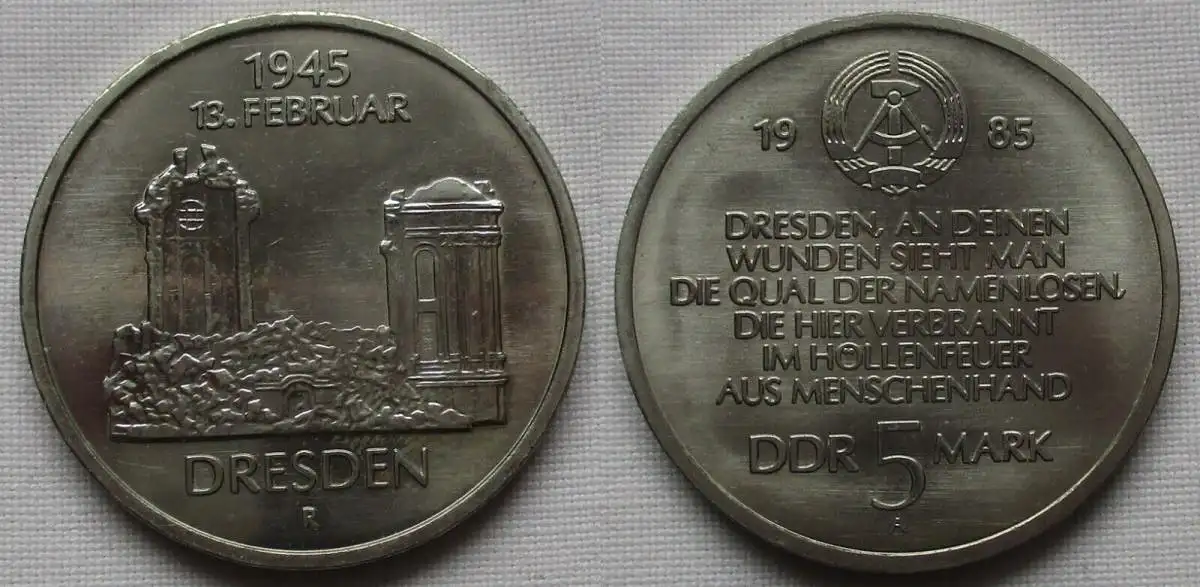 1945
13. FEBRUAR
DRESDEN
R
19 85
DRESDEN, AN DEINEN
WUNDEN SIEHT MAN
DIE QUAL DER NAMENLOSEN,
DIE HIER VERBRANNT
IM HÖLLENFEUER
AUS MENSCHENHAND
DDR 5 MARK
A